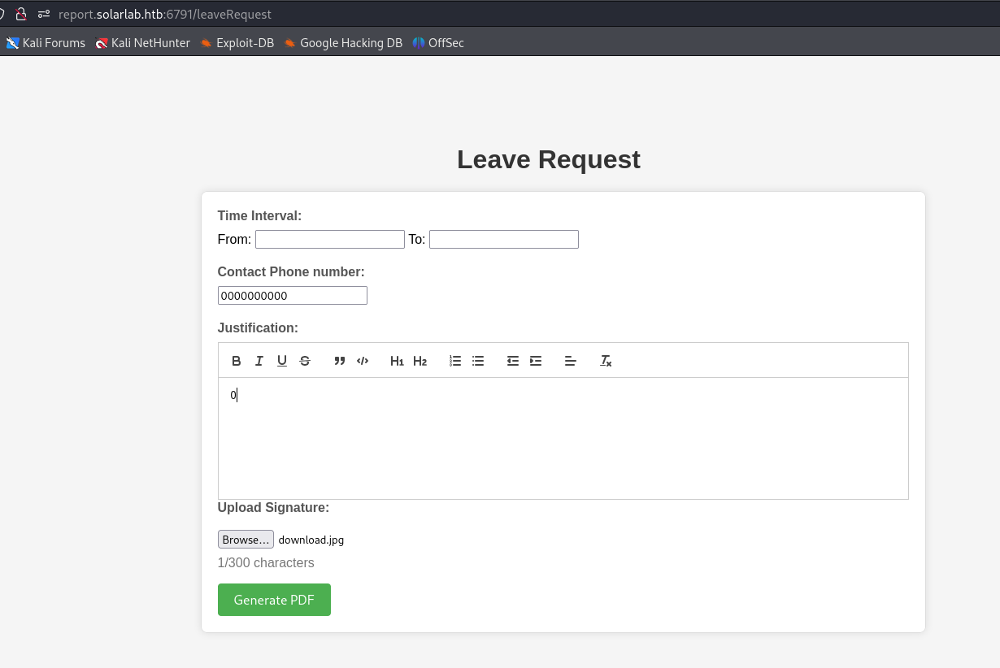 report.solarlab.htb:6791/leaveRequest
Kali Forums Kali NetHunter Exploit-DB Google Hacking DB OffSec
Leave Request
Time Interval:
From: To:
Contact Phone number:
0000000000
Justification:
B I U S H1 H2
0
Upload Signature:
Browse... download.jpg
1/300 characters
Generate PDF